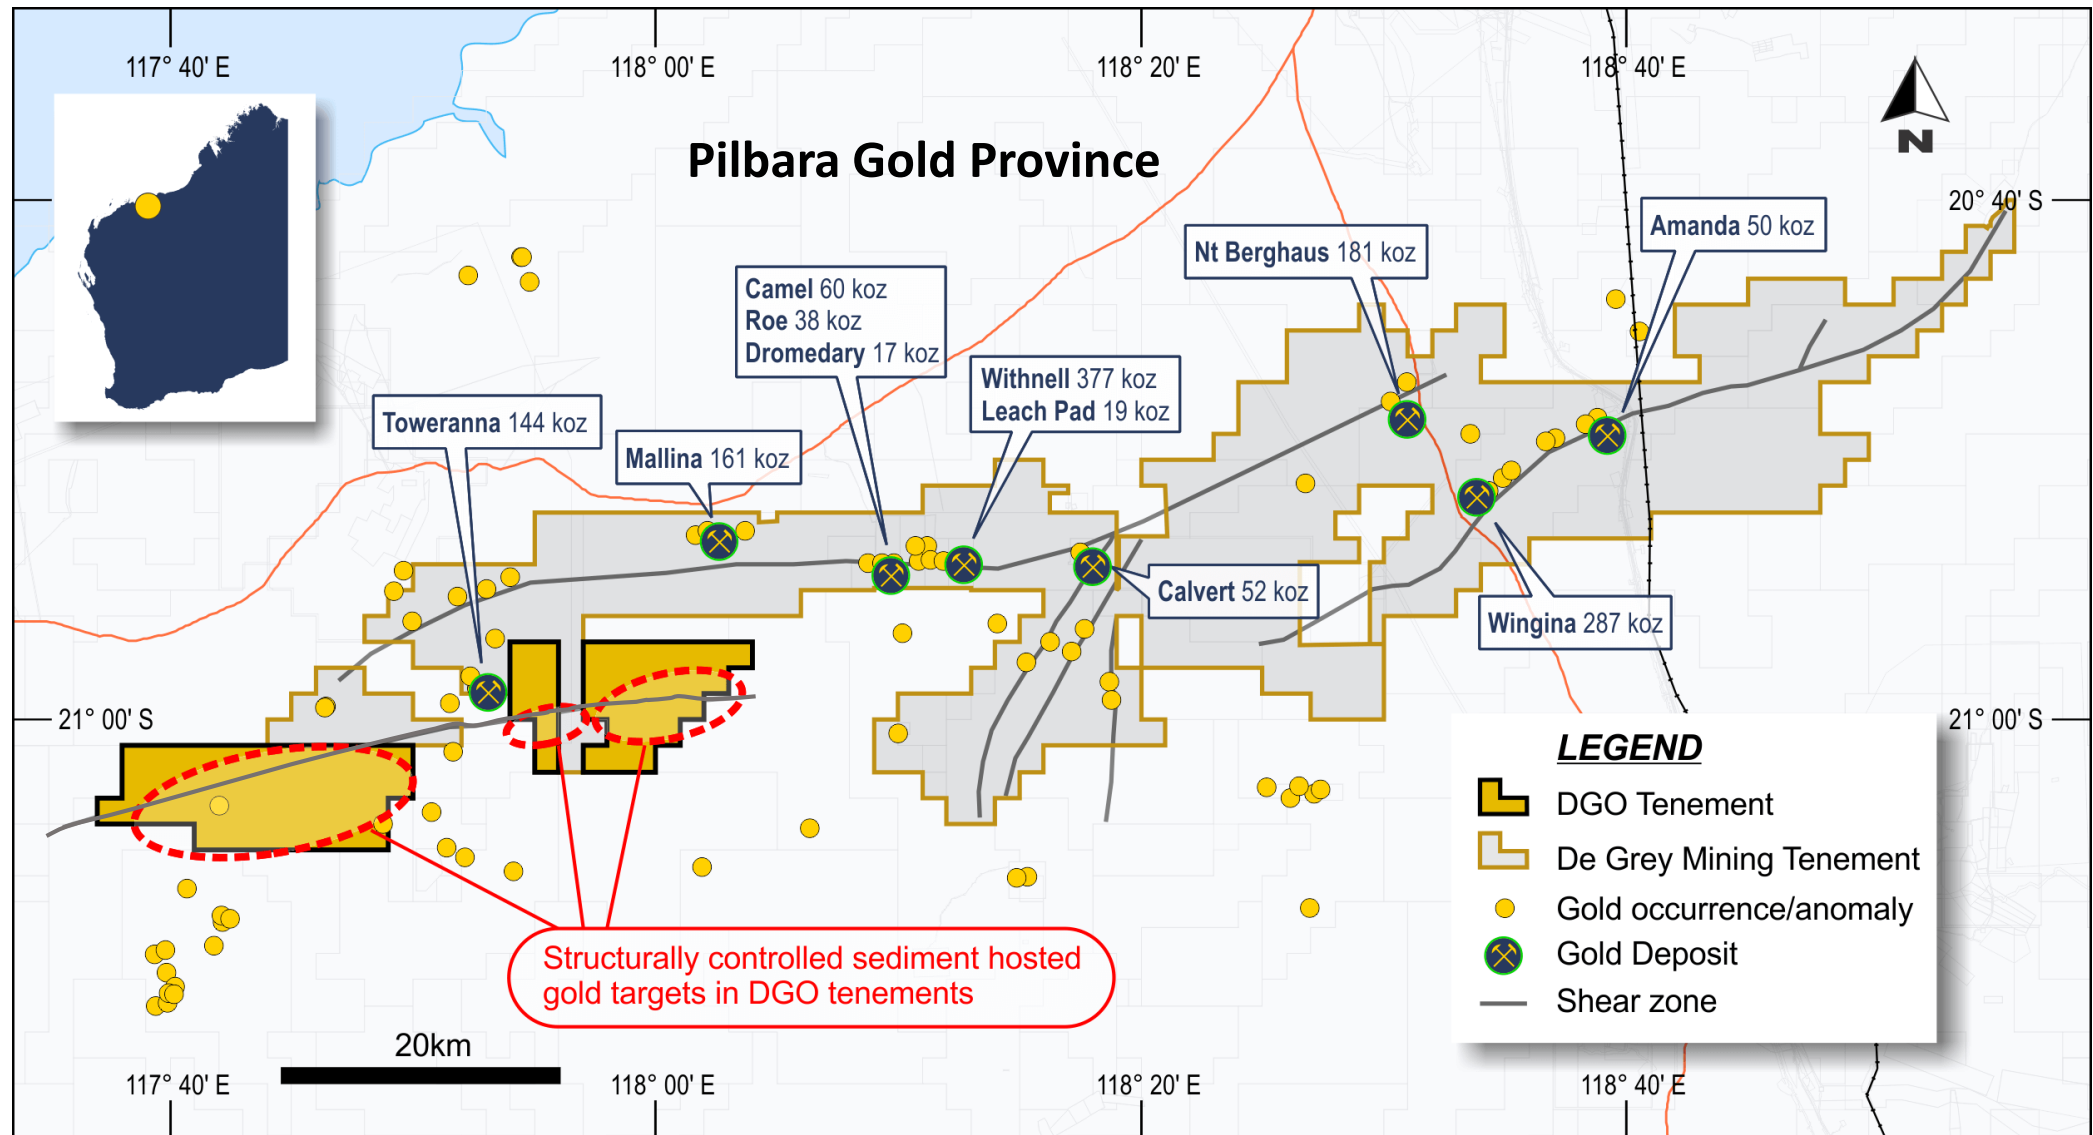 117° 40' E
118° 00' E
118° 20' E
118° 40' E
N
Pilbara Gold Province
20° 40' S
Amanda 50 koz
Nt Berghaus 181 koz
Camel 60 koz
Roe 38 koz
Dromedary 17 koz
Withnell 377 koz
Leach Pad 19 koz
Toweranna 144 koz
Mallina 161 koz
Calvert 52 koz
Wingina 287 koz
21° 00' S
21° 00' S
LEGEND
DGO Tenement
De Grey Mining Tenement
Gold occurrence/anomaly
Gold Deposit
Shear zone
Structurally controlled sediment hosted
gold targets in DGO tenements
20km
117° 40' E
118° 00' E
118° 20' E
118° 40' E